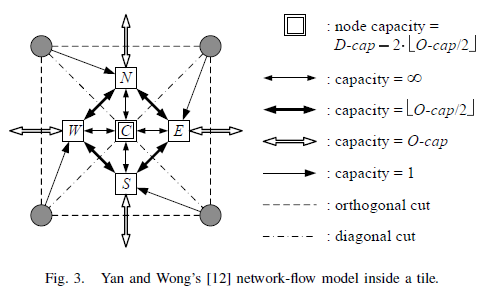 N
W
C
E
S
: node capacity =
D-cap – 2·⌊O-cap/2⌋
: capacity = ∞
: capacity = ⌊O-cap/2⌋
: capacity = O-cap
: capacity = 1
: orthogonal cut
: diagonal cut
Fig. 3. Yan and Wong's [12] network-flow model inside a tile.